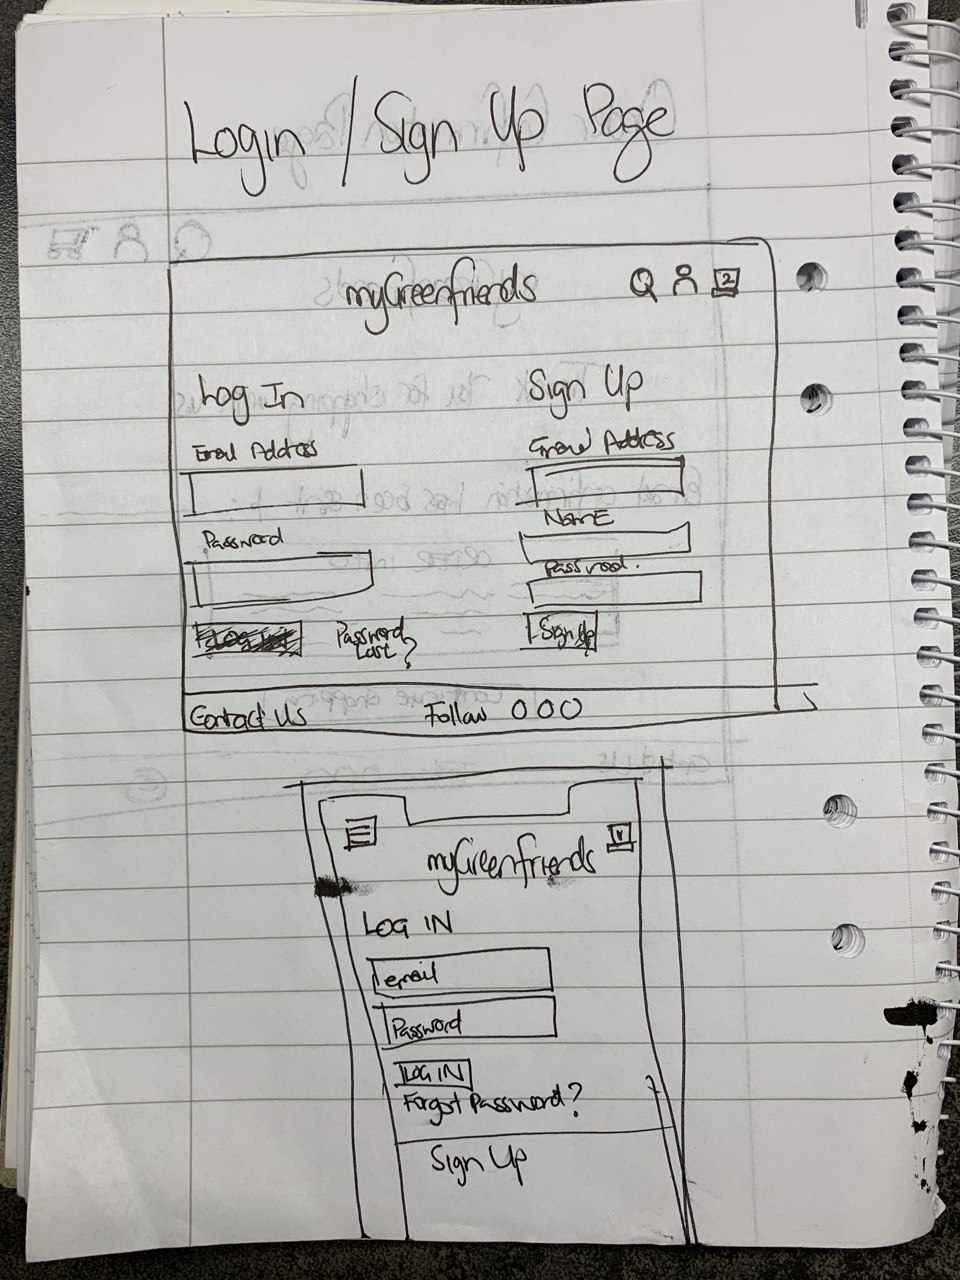 Login / Sign Up Page
myGreenfriends
2
Log In
Sign Up
Email Address
Email Address
Name
Password
Password.
LOG IN
Password
Lost?
Sign Up
Contact Us
Follow
myGreenfriends
LOG IN
email
Password
LOG IN
Forgot Password?
Sign Up